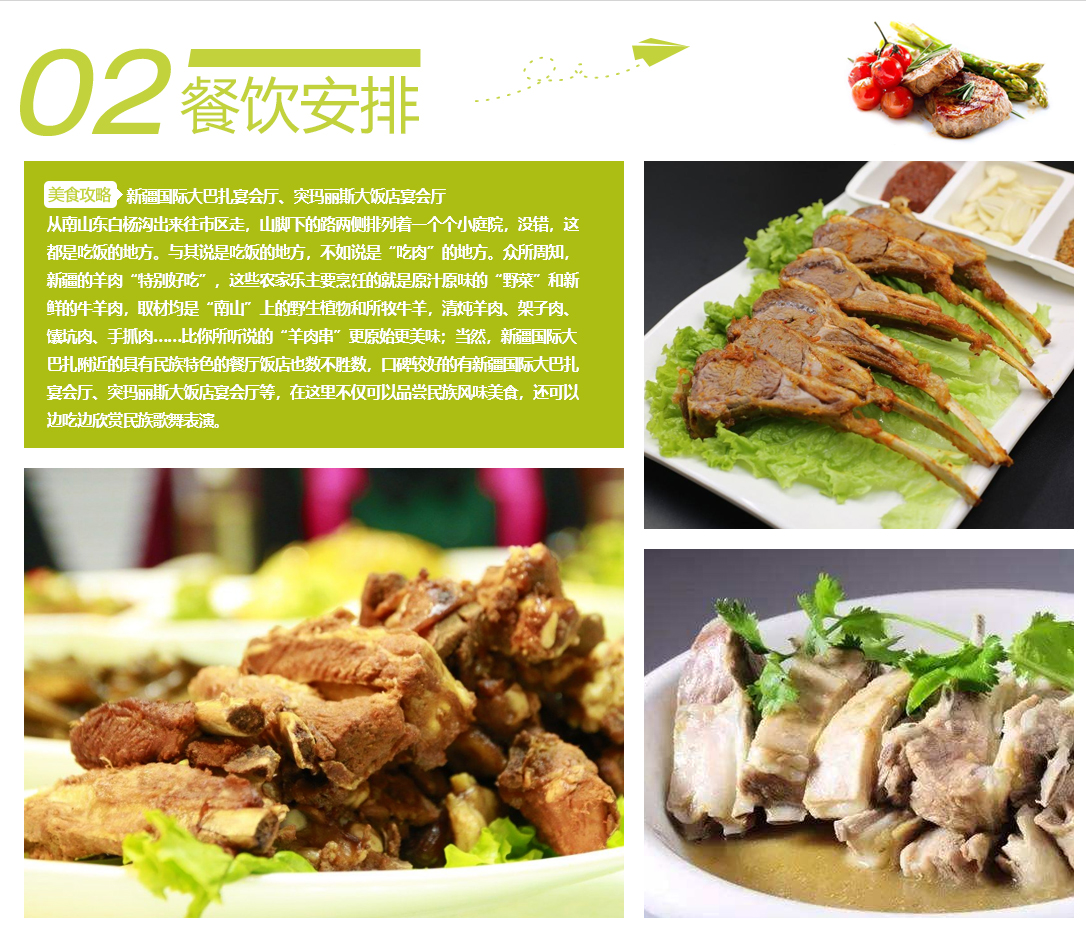 02 餐饮安排
美食攻略 新疆国际大巴扎宴会厅、突玛丽斯大饭店宴会厅
从南山东白杨沟出来往市区走，山脚下的路两侧排列着一个个小庭院，没错，这
都是吃饭的地方。与其说是吃饭的地方，不如说是“吃肉”的地方。众所周知，
新疆的羊肉“特别好吃”，这些农家乐主要烹饪的就是原汁原味的“野菜”和新
鲜的牛羊肉，取材均是“南山”上的野生植物和所牧牛羊，清炖羊肉、架子肉、
馕坑肉、手抓肉……比你所听说的“羊肉串”更原始更美味；当然，新疆国际大
巴扎附近的具有民族特色的餐厅饭店也数不胜数，口碑较好的有新疆国际大巴扎
宴会厅、突玛丽斯大饭店宴会厅等，在这里不仅可以品尝民族风味美食，还可以
边吃边欣赏民族歌舞表演。